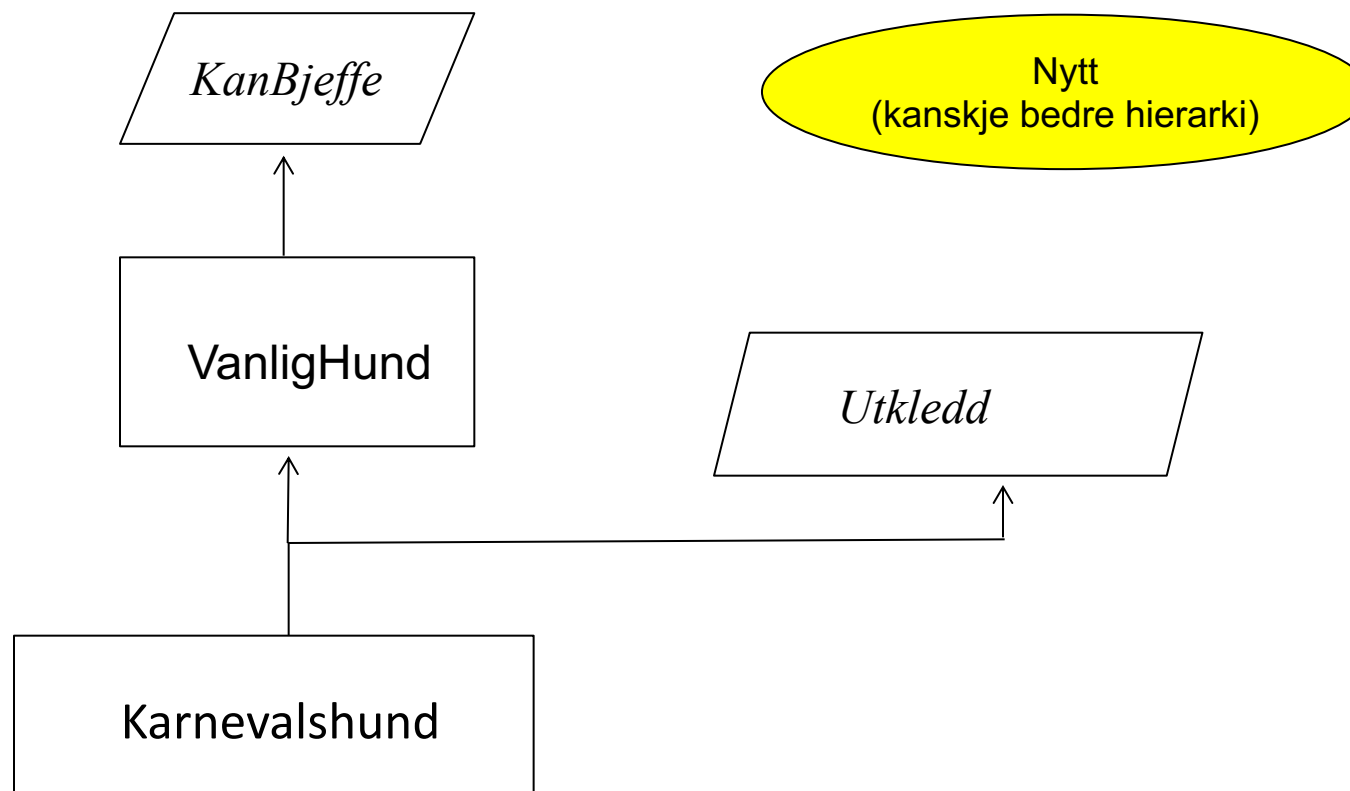 KanBjeffe
Nytt
(kanskje bedre hierarki)
VanligHund
Utkledd
Karnevalshund